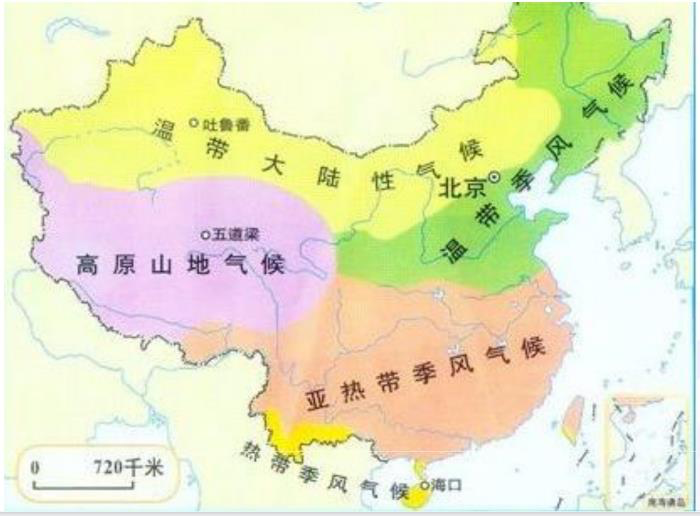 温带大陆性气候
吐鲁番
北京
温带季风气候
五道梁
高原山地气候
亚热带季风气候
热带季风气候
海口
0 720千米
南海诸岛